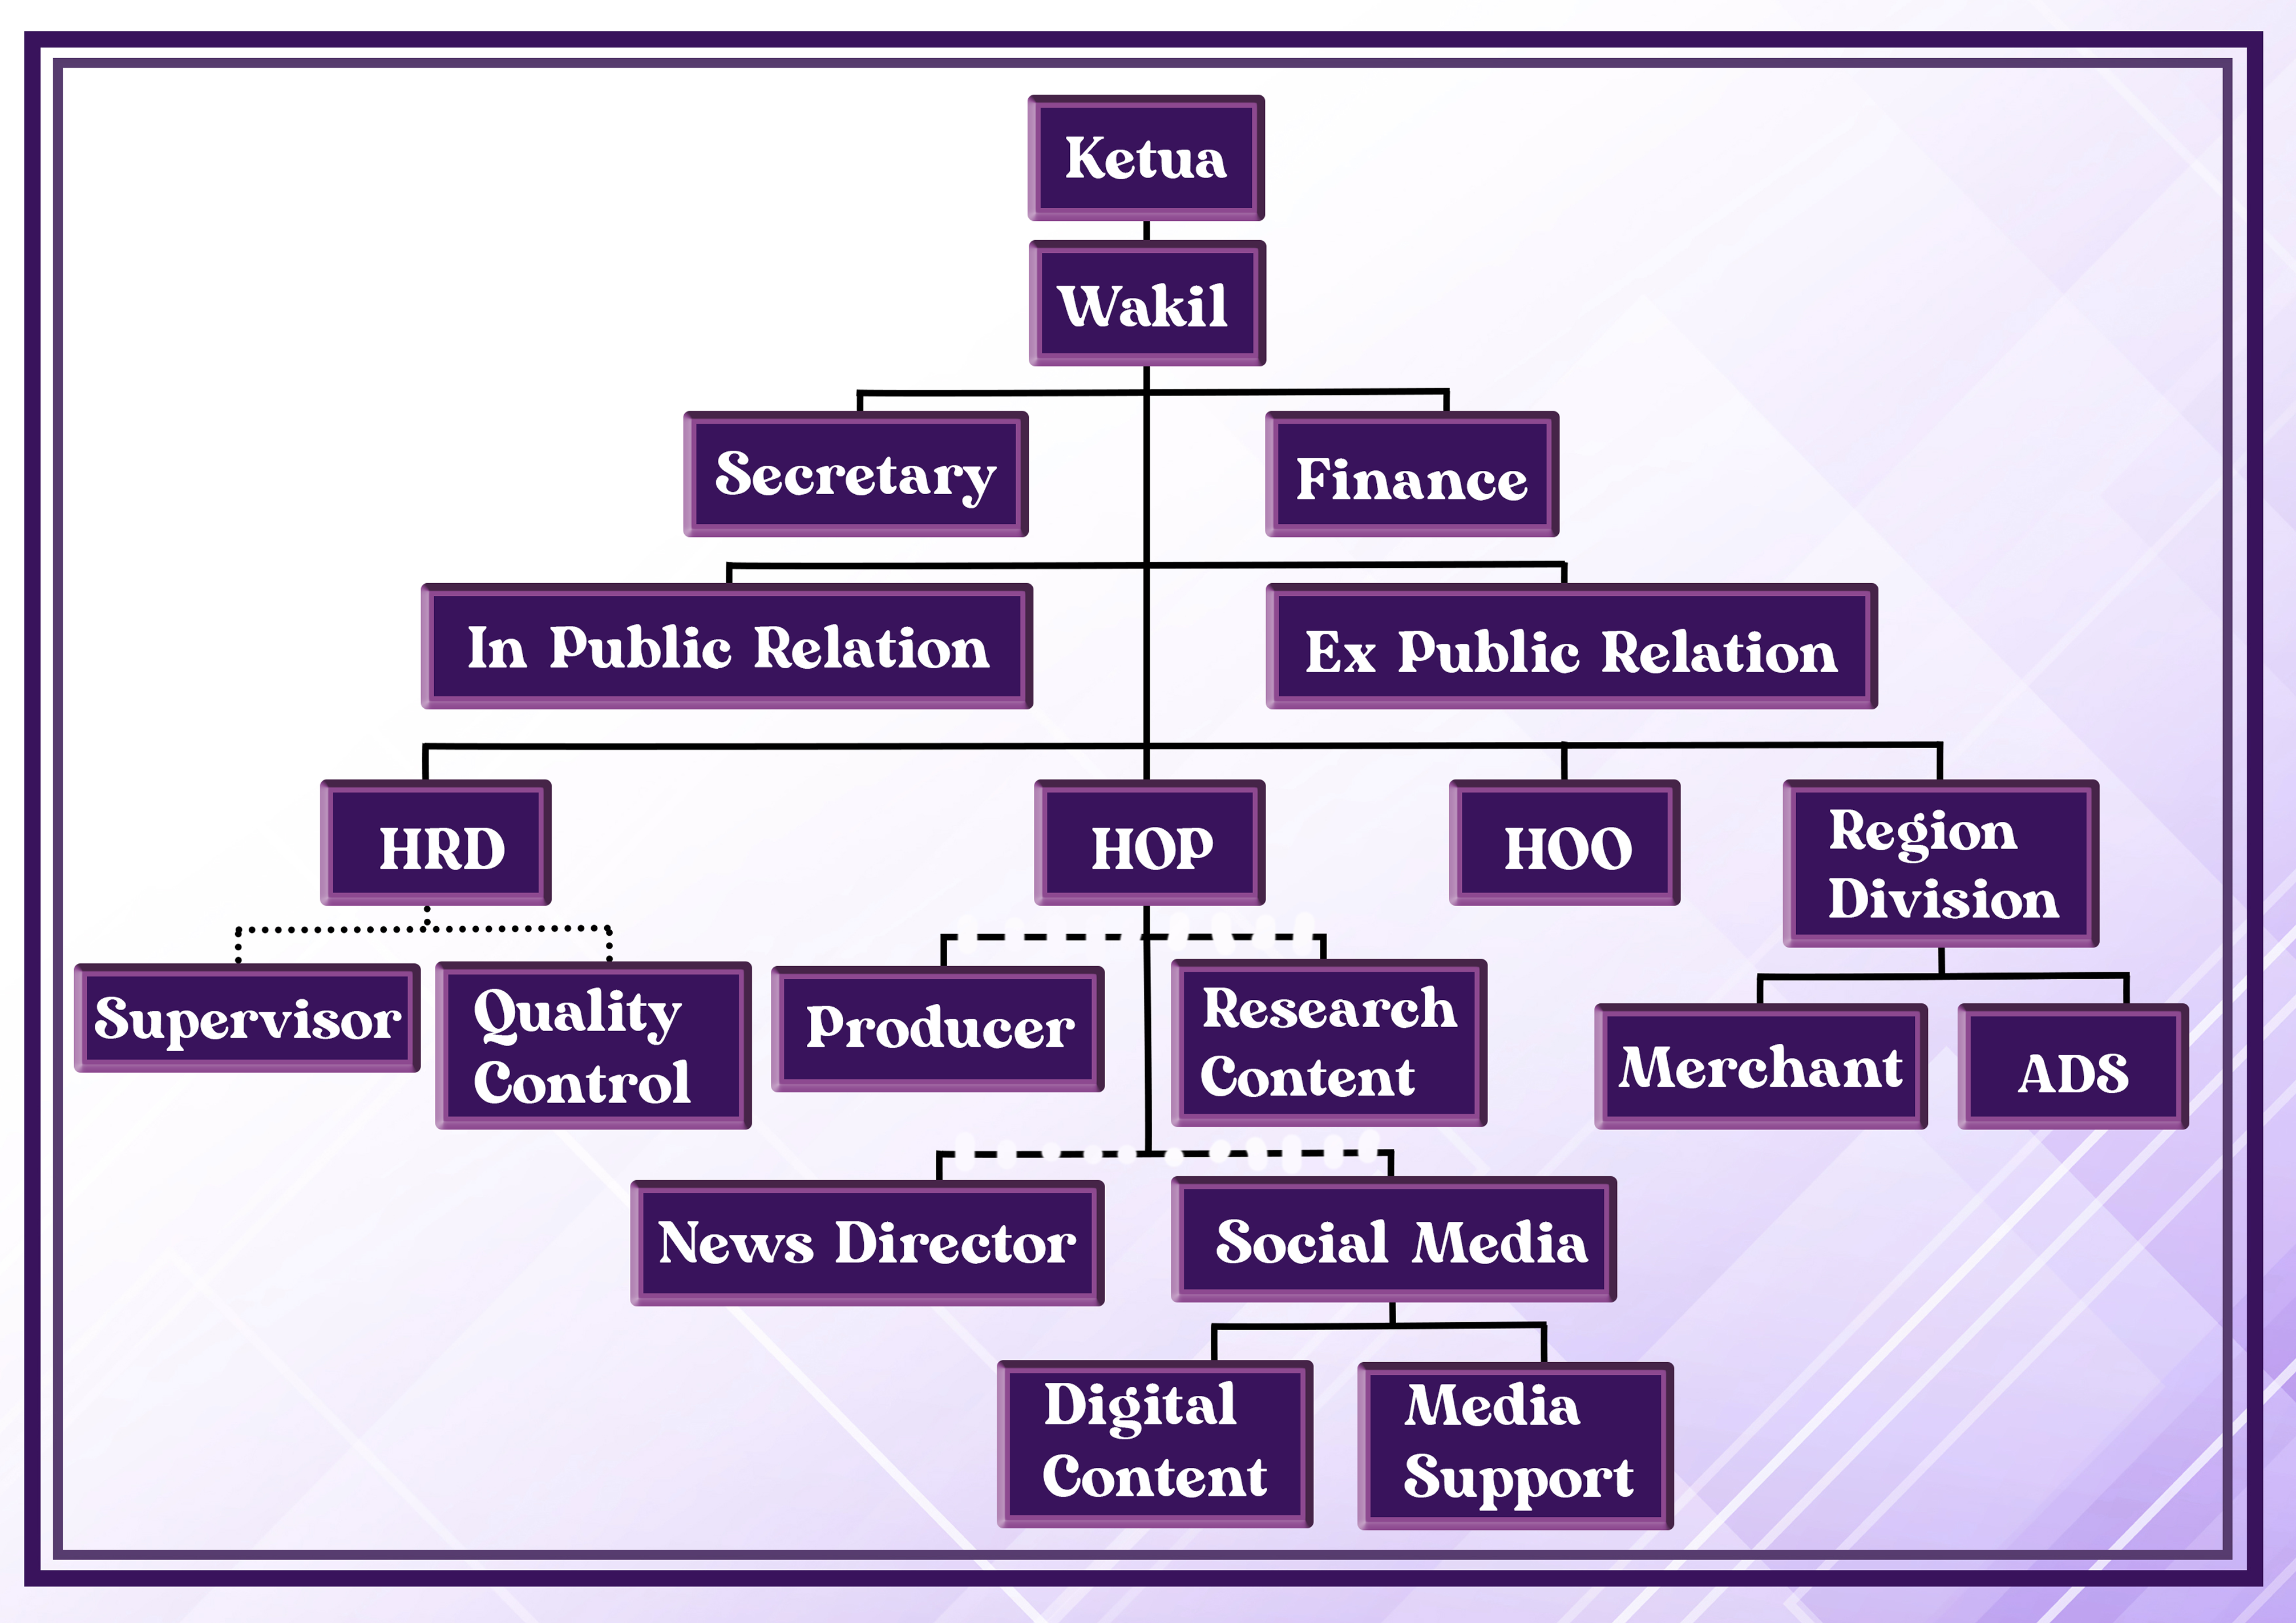 Ketua
Wakil
Secretary
Finance
In Public Relation
Ex Public Relation
HRD
HOP
HOO
Region
Division
Supervisor
Quality
Control
Producer
Research
Content
Merchant
ADS
News Director
Social Media
Digital
Content
Media
Support